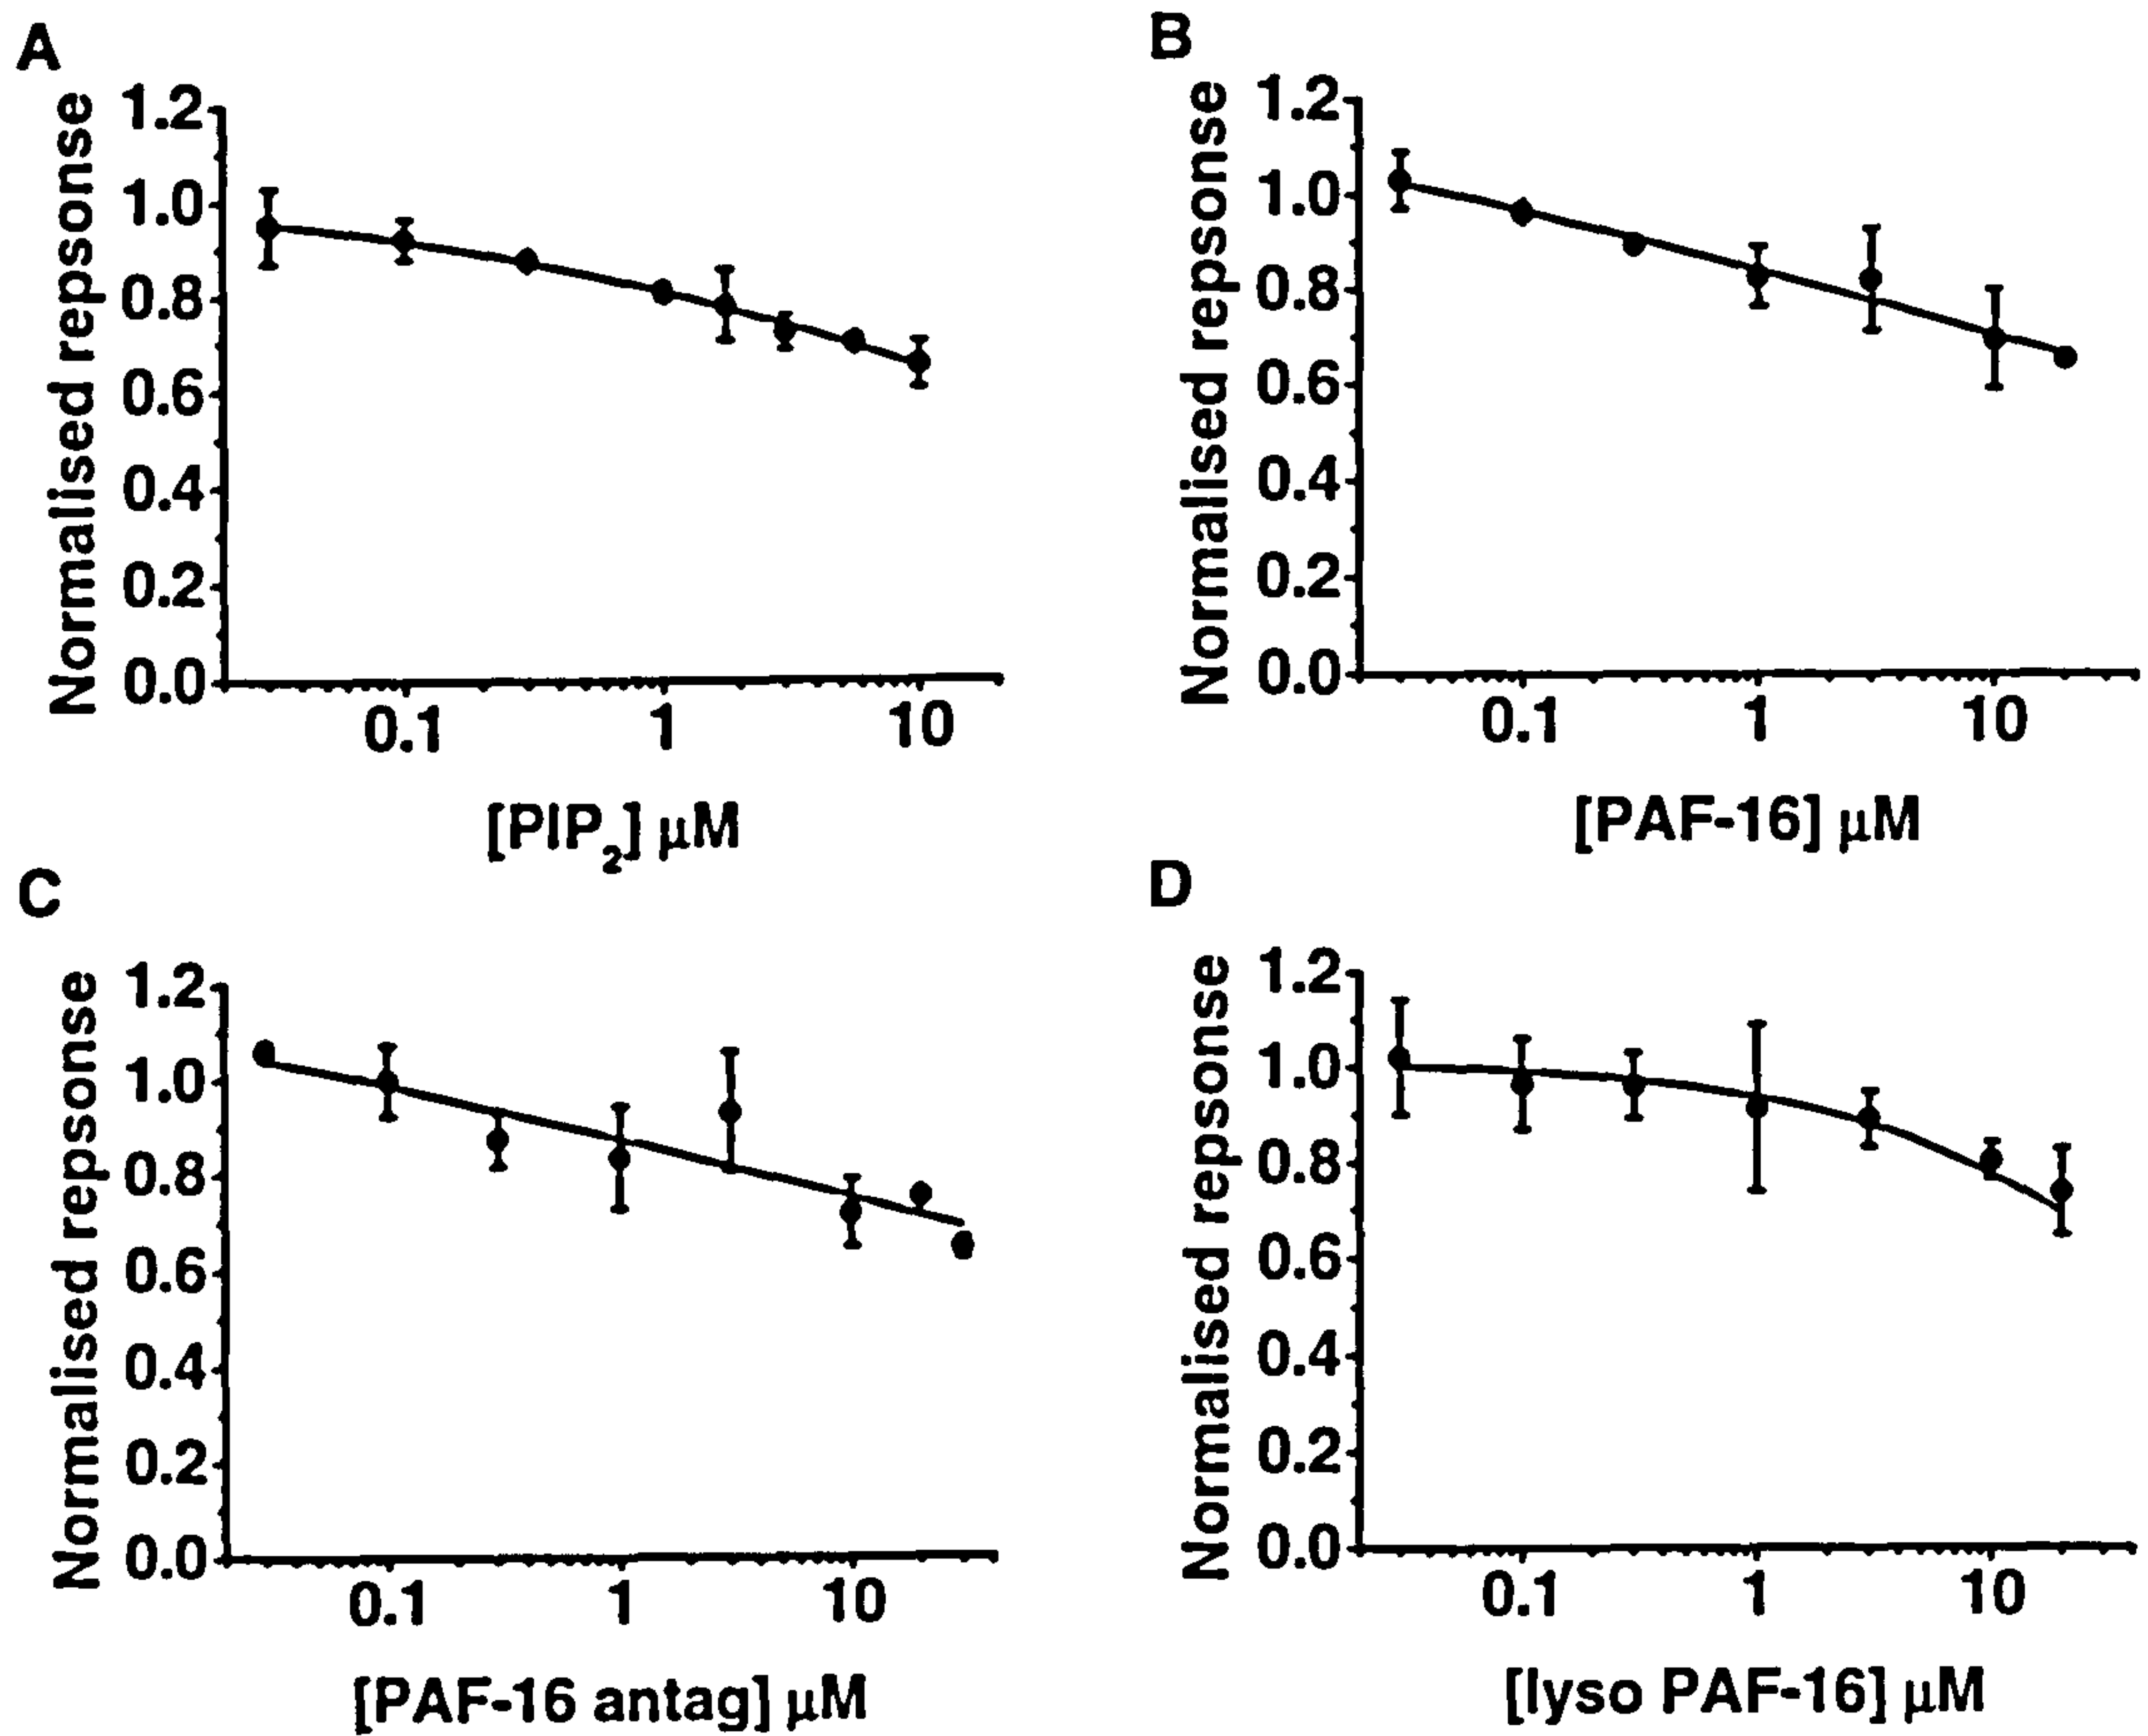 A
Normalised repsonse
1.2
1.0
0.8
0.6
0.4
0.2
0.0
0.1 1 10
[PIP2] μM
B
Normalised repsonse
1.2
1.0
0.8
0.6
0.4
0.2
0.0
0.1 1 10
[PAF-16] μM
C
Normalised repsonse
1.2
1.0
0.8
0.6
0.4
0.2
0.0
0.1 1 10
[PAF-16 antag] μM
D
Normalised repsonse
1.2
1.0
0.8
0.6
0.4
0.2
0.0
0.1 1 10
[lyso PAF-16] μM